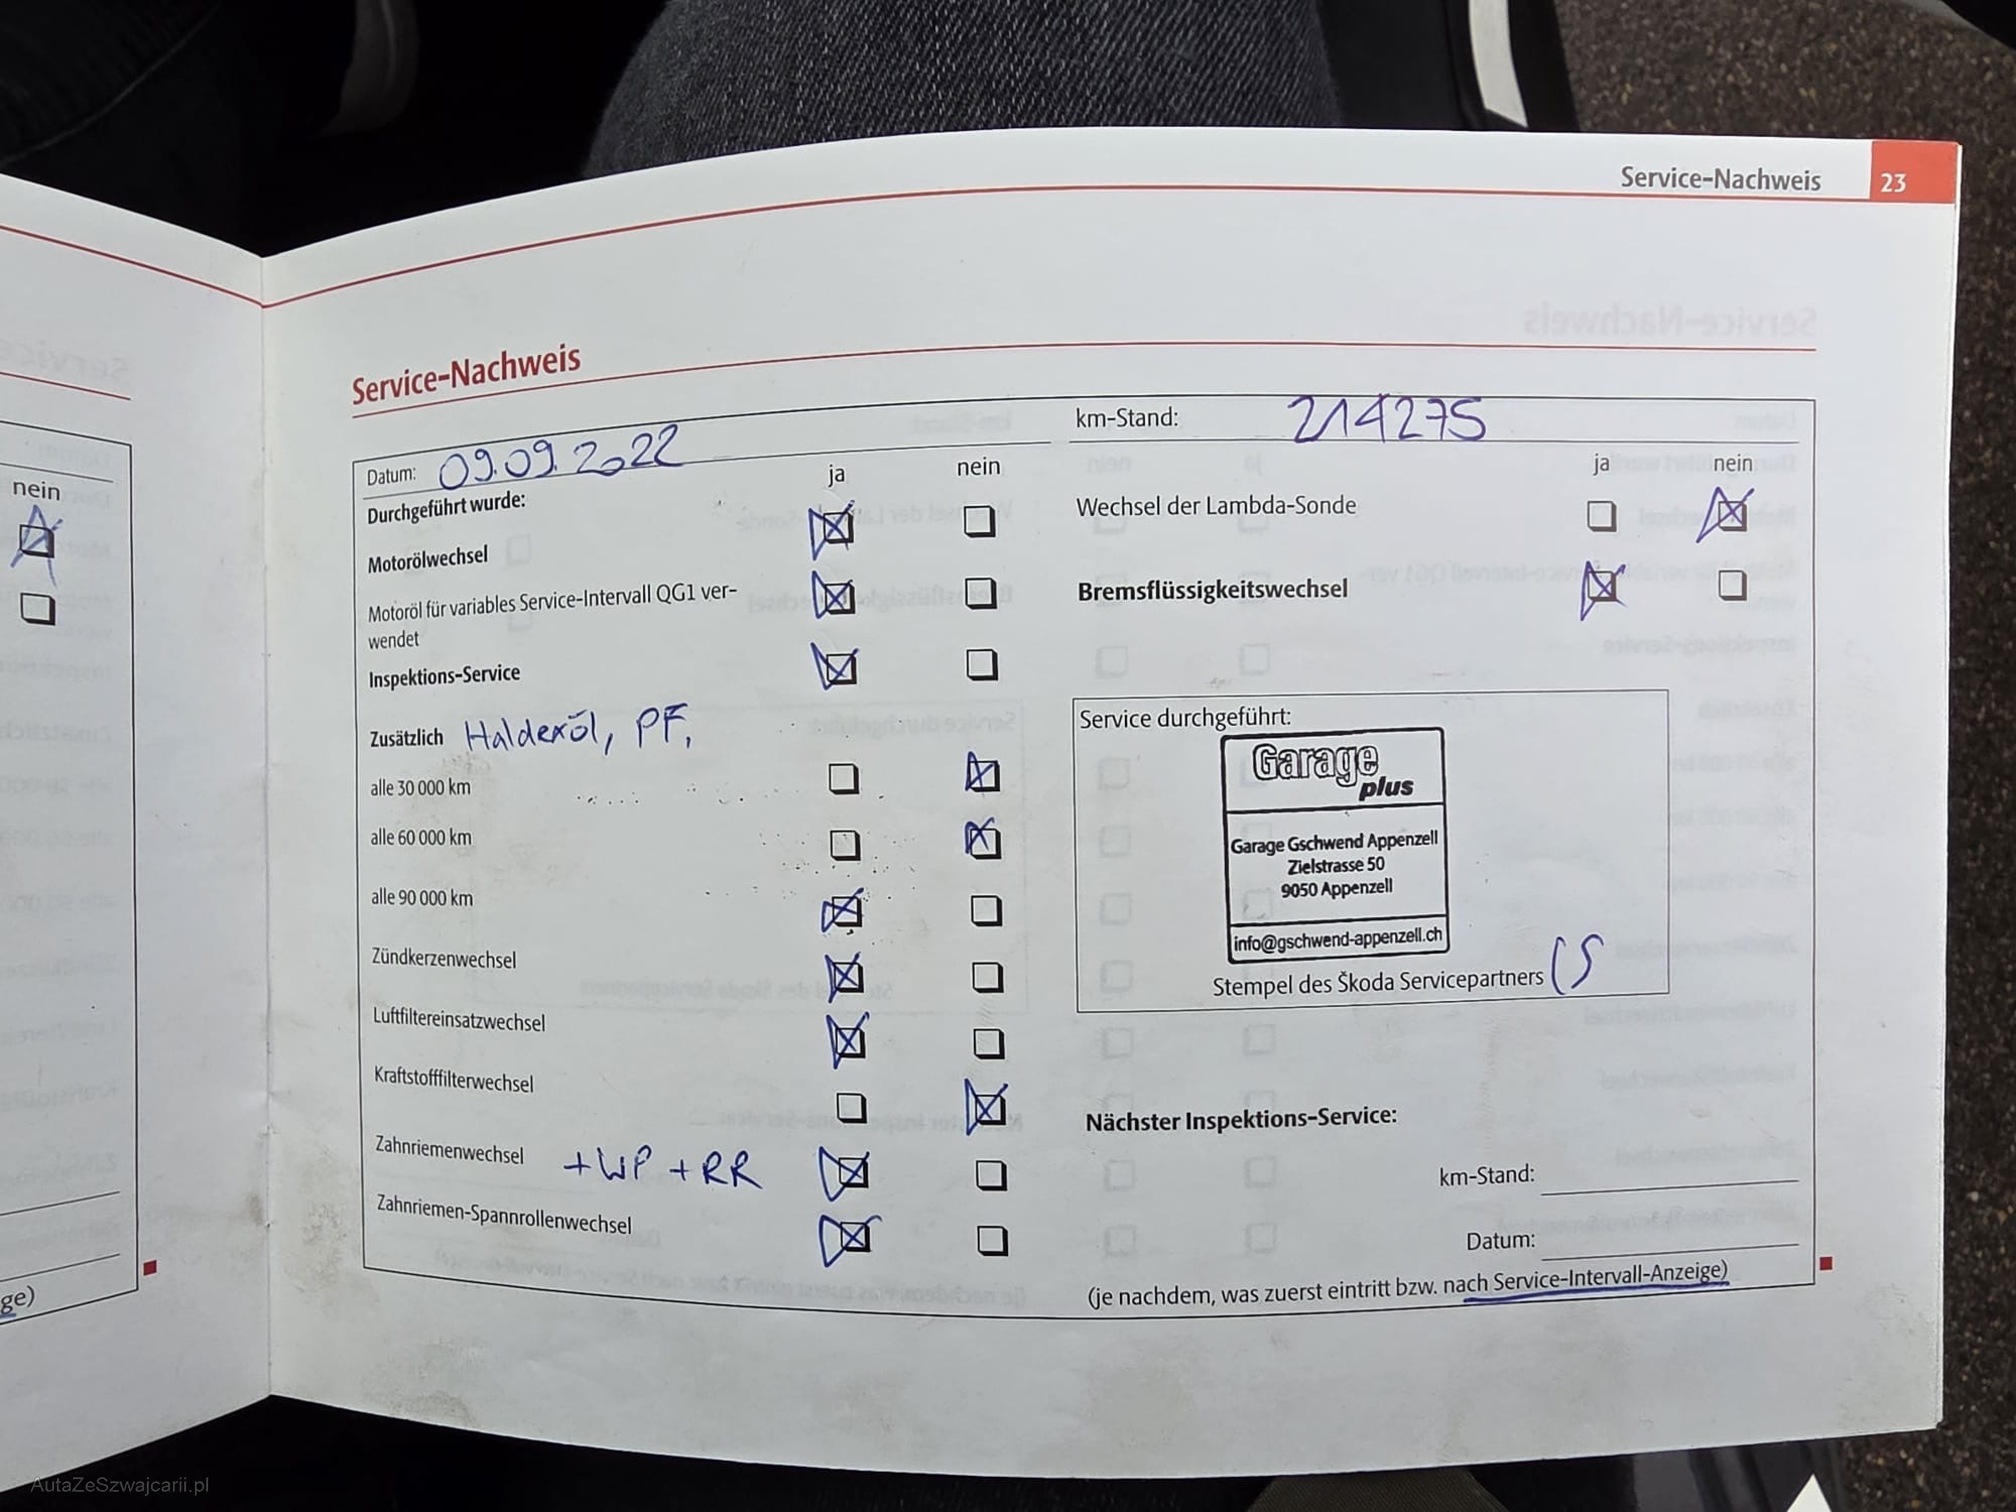 Service-Nachweis 23
Service-Nachweis
nein
ge)
Datum: 09.09.2022
Durchgeführt wurde:
ja nein
Motorölwechsel
Motoröl für variables Service-Intervall QG1 ver-
wendet
Inspektions-Service
Zusätzlich Haldexöl, PF,
alle 30 000 km
alle 60 000 km
alle 90 000 km
Zündkerzenwechsel
Luftfiltereinsatzwechsel
Kraftstofffilterwechsel
Zahnriemenwechsel +WP +RR
Zahnriemen-Spannrollenwechsel
km-Stand: 214275
ja nein
Wechsel der Lambda-Sonde
Bremsflüssigkeitswechsel
Service durchgeführt:
Garage
plus
Garage Gschwend Appenzell
Zielstrasse 50
9050 Appenzell
info@gschwend-appenzell.ch
Stempel des Škoda Servicepartners
Nächster Inspektions-Service:
km-Stand:
Datum:
(je nachdem, was zuerst eintritt bzw. nach Service-Intervall-Anzeige)
AutaZeSzwajcarii.pl